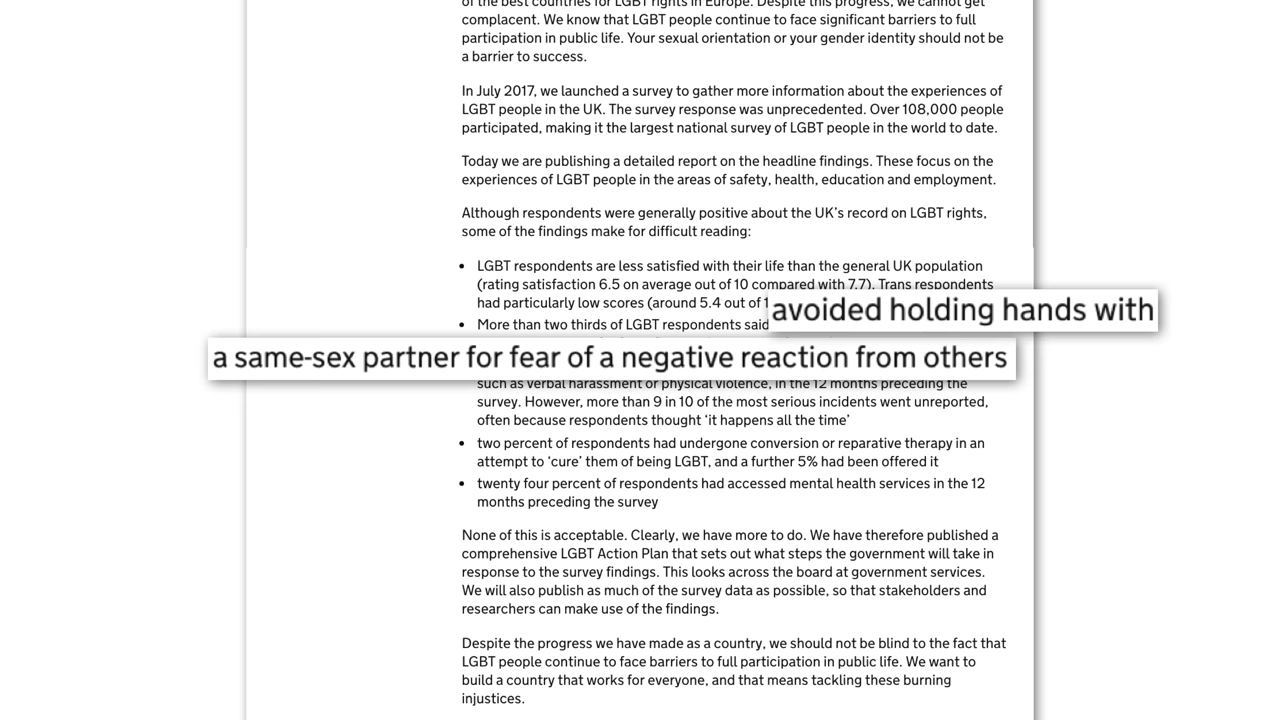 of the best countries for LGBT rights in Europe. Despite this progress, we cannot get
complacent. We know that LGBT people continue to face significant barriers to full
participation in public life. Your sexual orientation or your gender identity should not be
a barrier to success.
In July 2017, we launched a survey to gather more information about the experiences of
LGBT people in the UK. The survey response was unprecedented. Over 108,000 people
participated, making it the largest national survey of LGBT people in the world to date.
Today we are publishing a detailed report on the headline findings. These focus on the
experiences of LGBT people in the areas of safety, health, education and employment.
Although respondents were generally positive about the UK's record on LGBT rights,
some of the findings make for difficult reading:
• LGBT respondents are less satisfied with their life than the general UK population
(rating satisfaction 6.5 on average out of 10 compared with 7.7). Trans respondents
had particularly low scores (around 5.4 out of
• More than two thirds of LGBT respondents said
avoided holding hands with
a same-sex partner for fear of a negative reaction from others
such as verbal harassment or physical violence, in the 12 months preceding the
survey. However, more than 9 in 10 of the most serious incidents went unreported,
often because respondents thought ‘it happens all the time’
• two percent of respondents had undergone conversion or reparative therapy in an
attempt to ‘cure’ them of being LGBT, and a further 5% had been offered it
• twenty four percent of respondents had accessed mental health services in the 12
months preceding the survey
None of this is acceptable. Clearly, we have more to do. We have therefore published a
comprehensive LGBT Action Plan that sets out what steps the government will take in
response to the survey findings. This looks across the board at government services.
We will also publish as much of the survey data as possible, so that stakeholders and
researchers can make use of the findings.
Despite the progress we have made as a country, we should not be blind to the fact that
LGBT people continue to face barriers to full participation in public life. We want to
build a country that works for everyone, and that means tackling these burning
injustices.